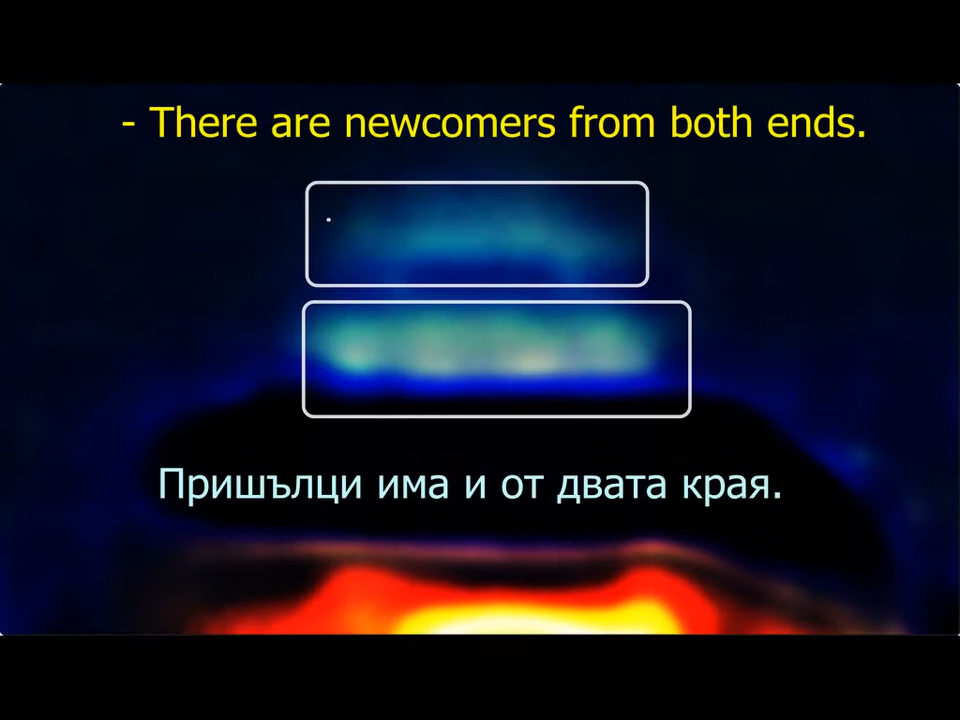 - There are newcomers from both ends.
Пришълци има и от двата края.